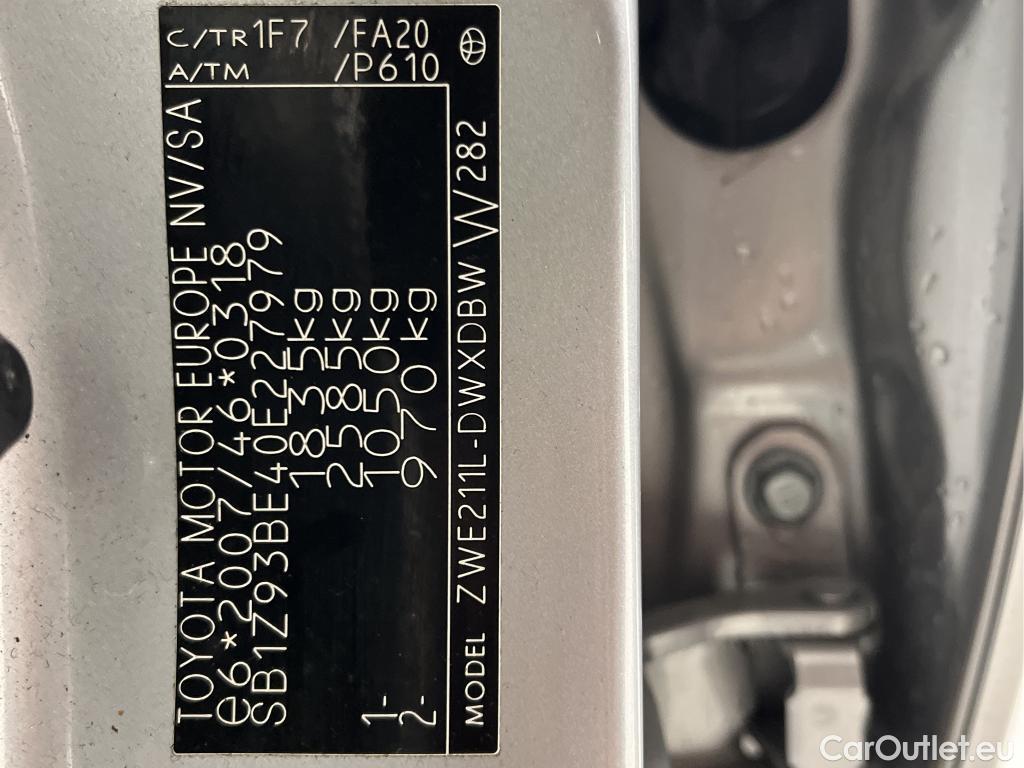 C/TR 1F7 /FA20
A/TM /P610
TOYOTA MOTOR EUROPE NV/SA
e6*2007/46*0318
SB1Z93BE40E227979
1835kg
2585kg
1- 1050kg
2- 970kg
MODEL ZWE211L-DWXDBW W282
CarOutlet.eu